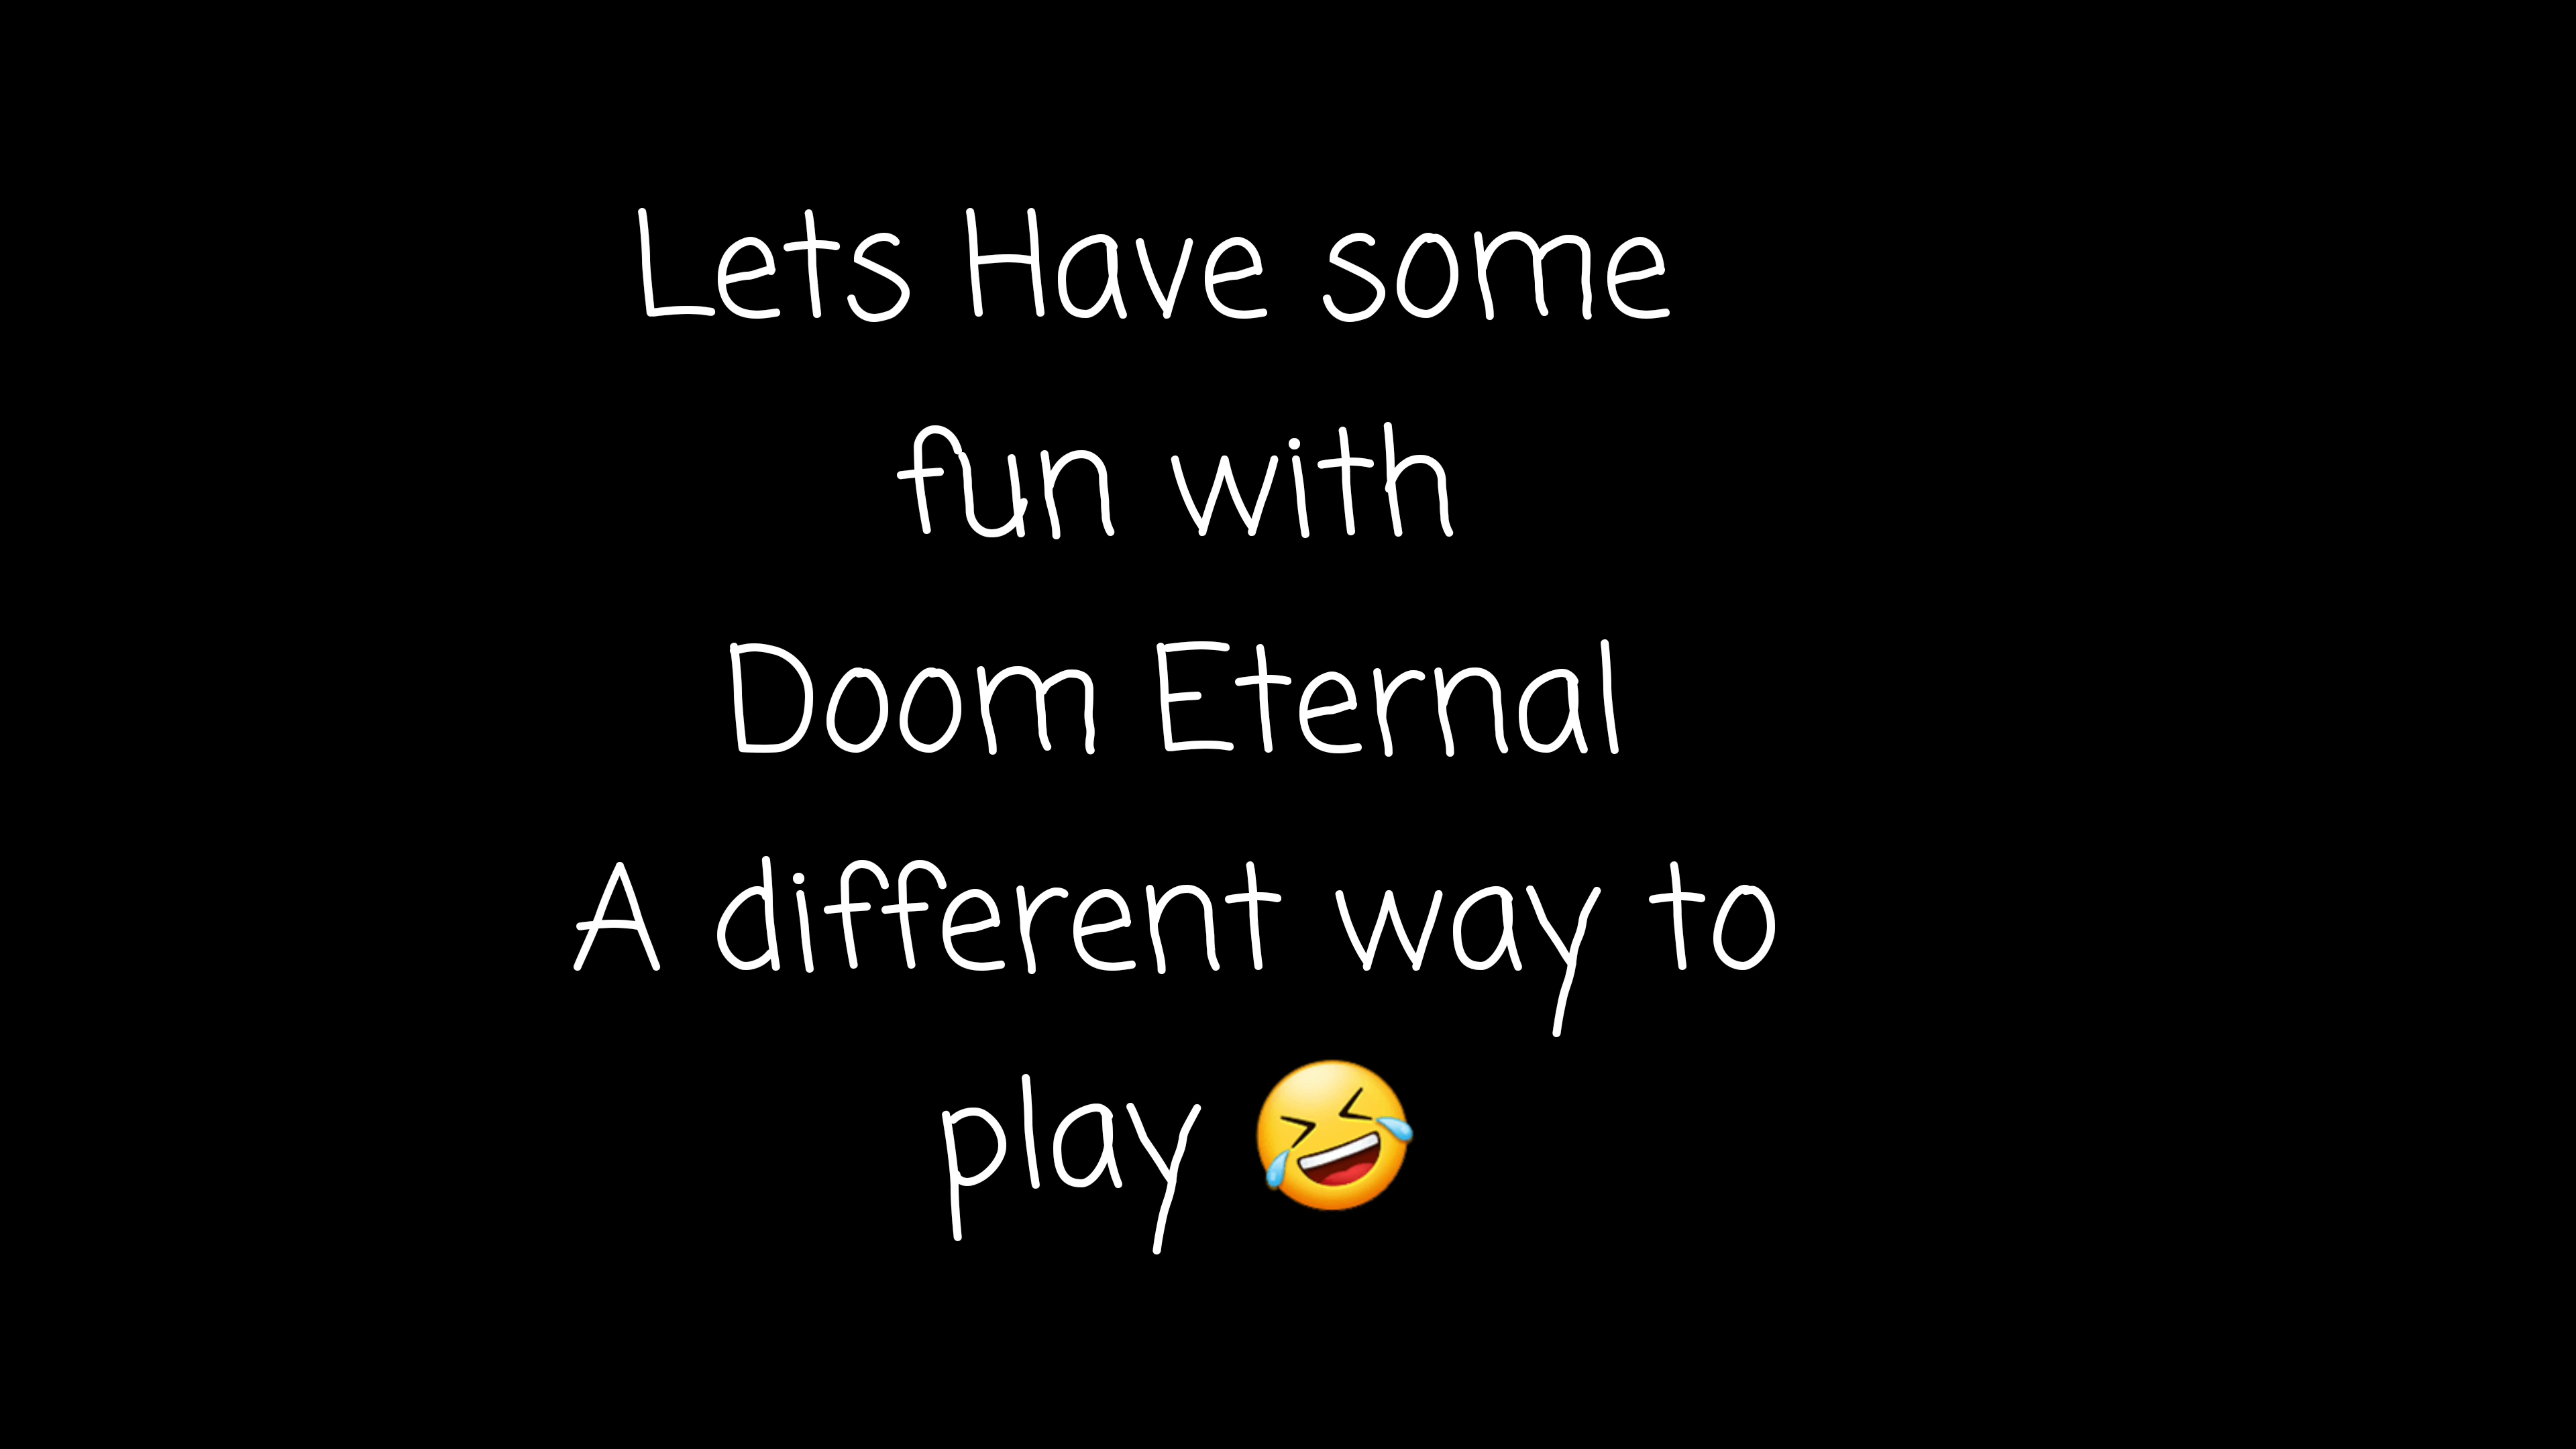 Lets Have some
fun with
Doom Eternal
A different way to
play 🤣